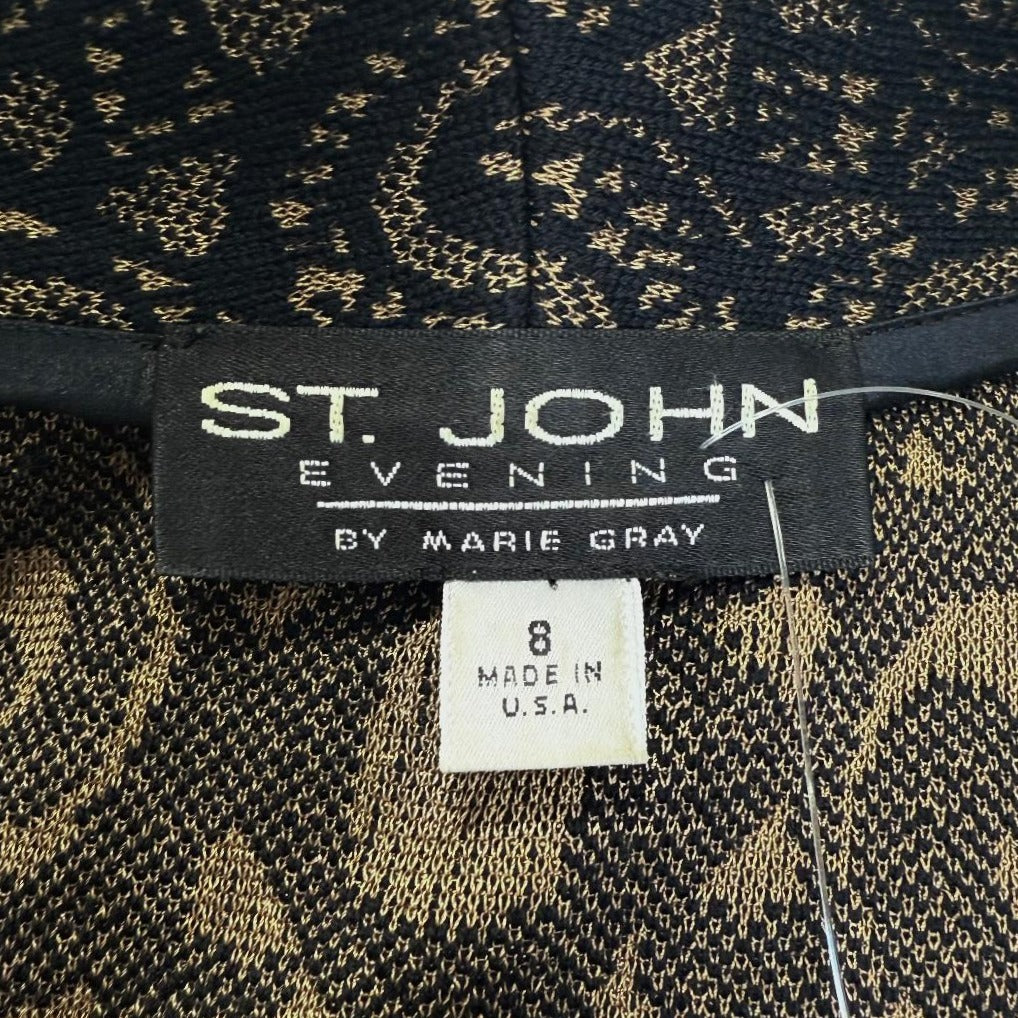 ST. JOHN
EVENING
BY MARIE GRAY
8
MADE IN
U.S.A.